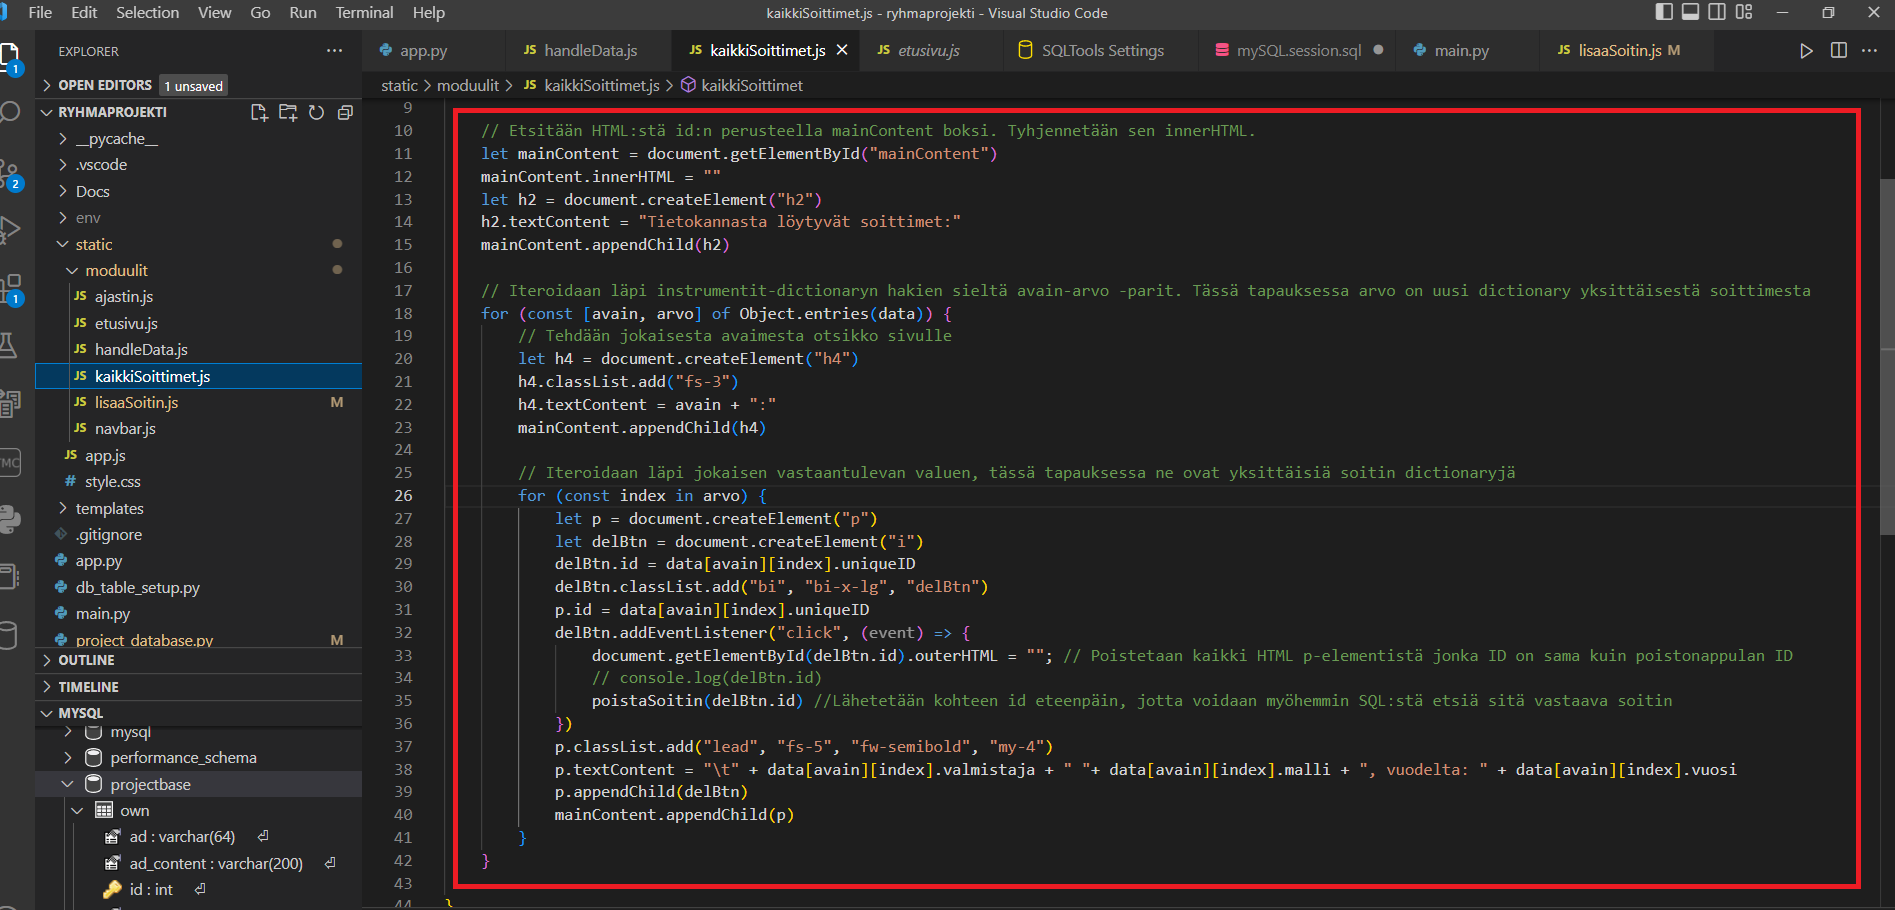 File Edit Selection View Go Run Terminal Help
kaikkiSoittimet.js - ryhmaprojekti - Visual Studio Code
EXPLORER
1
2
1
OPEN EDITORS 1 unsaved
RYHMAPROJEKTI
__pycache__
.vscode
Docs
env
static
moduulit
JS ajastin.js
JS etusivu.js
JS handleData.js
JS kaikkiSoittimet.js
JS lisaaSoitin.js M
JS navbar.js
JS app.js
# style.css
templates
.gitignore
app.py
db_table_setup.py
main.py
project_database.py M
OUTLINE
TIMELINE
MYSQL
mysql
performance_schema
projectbase
own
ad : varchar(64)
ad_content : varchar(200)
id : int
app.py JS handleData.js JS kaikkiSoittimet.js JS etusivu.js SQLTools Settings mySQL.session.sql main.py JS lisaaSoitin.js M
static > moduulit > JS kaikkiSoittimet.js > kaikkiSoittimet
9
10 // Etsitään HTML:stä id:n perusteella mainContent boksi. Tyhjennetään sen innerHTML.
11 let mainContent = document.getElementById("mainContent")
12 mainContent.innerHTML = ""
13 let h2 = document.createElement("h2")
14 h2.textContent = "Tietokannasta löytyvät soittimet:"
15 mainContent.appendChild(h2)
16
17 // Iteroidaan läpi instrumentit-dictionaryn hakien sieltä avain-arvo -parit. Tässä tapauksessa arvo on uusi dictionary yksittäisestä soittimesta
18 for (const [avain, arvo] of Object.entries(data)) {
19 // Tehdään jokaisesta avaimesta otsikko sivulle
20 let h4 = document.createElement("h4")
21 h4.classList.add("fs-3")
22 h4.textContent = avain + ":"
23 mainContent.appendChild(h4)
24
25 // Iteroidaan läpi jokaisen vastaantulevan valuen, tässä tapauksessa ne ovat yksittäisiä soitin dictionaryjä
26 for (const index in arvo) {
27 let p = document.createElement("p")
28 let delBtn = document.createElement("i")
29 delBtn.id = data[avain][index].uniqueID
30 delBtn.classList.add("bi", "bi-x-lg", "delBtn")
31 p.id = data[avain][index].uniqueID
32 delBtn.addEventListener("click", (event) => {
33 document.getElementById(delBtn.id).outerHTML = ""; // Poistetaan kaikki HTML p-elementistä jonka ID on sama kuin poistonappulan ID
34 // console.log(delBtn.id)
35 poistaSoitin(delBtn.id) //Lähetetään kohteen id eteenpäin, jotta voidaan myöhemmin SQL:stä etsiä sitä vastaava soitin
36 })
37 p.classList.add("lead", "fs-5", "fw-semibold", "my-4")
38 p.textContent = "\t" + data[avain][index].valmistaja + " "+ data[avain][index].malli + ", vuodelta: " + data[avain][index].vuosi
39 p.appendChild(delBtn)
40 mainContent.appendChild(p)
41 }
42 }
43
44 }